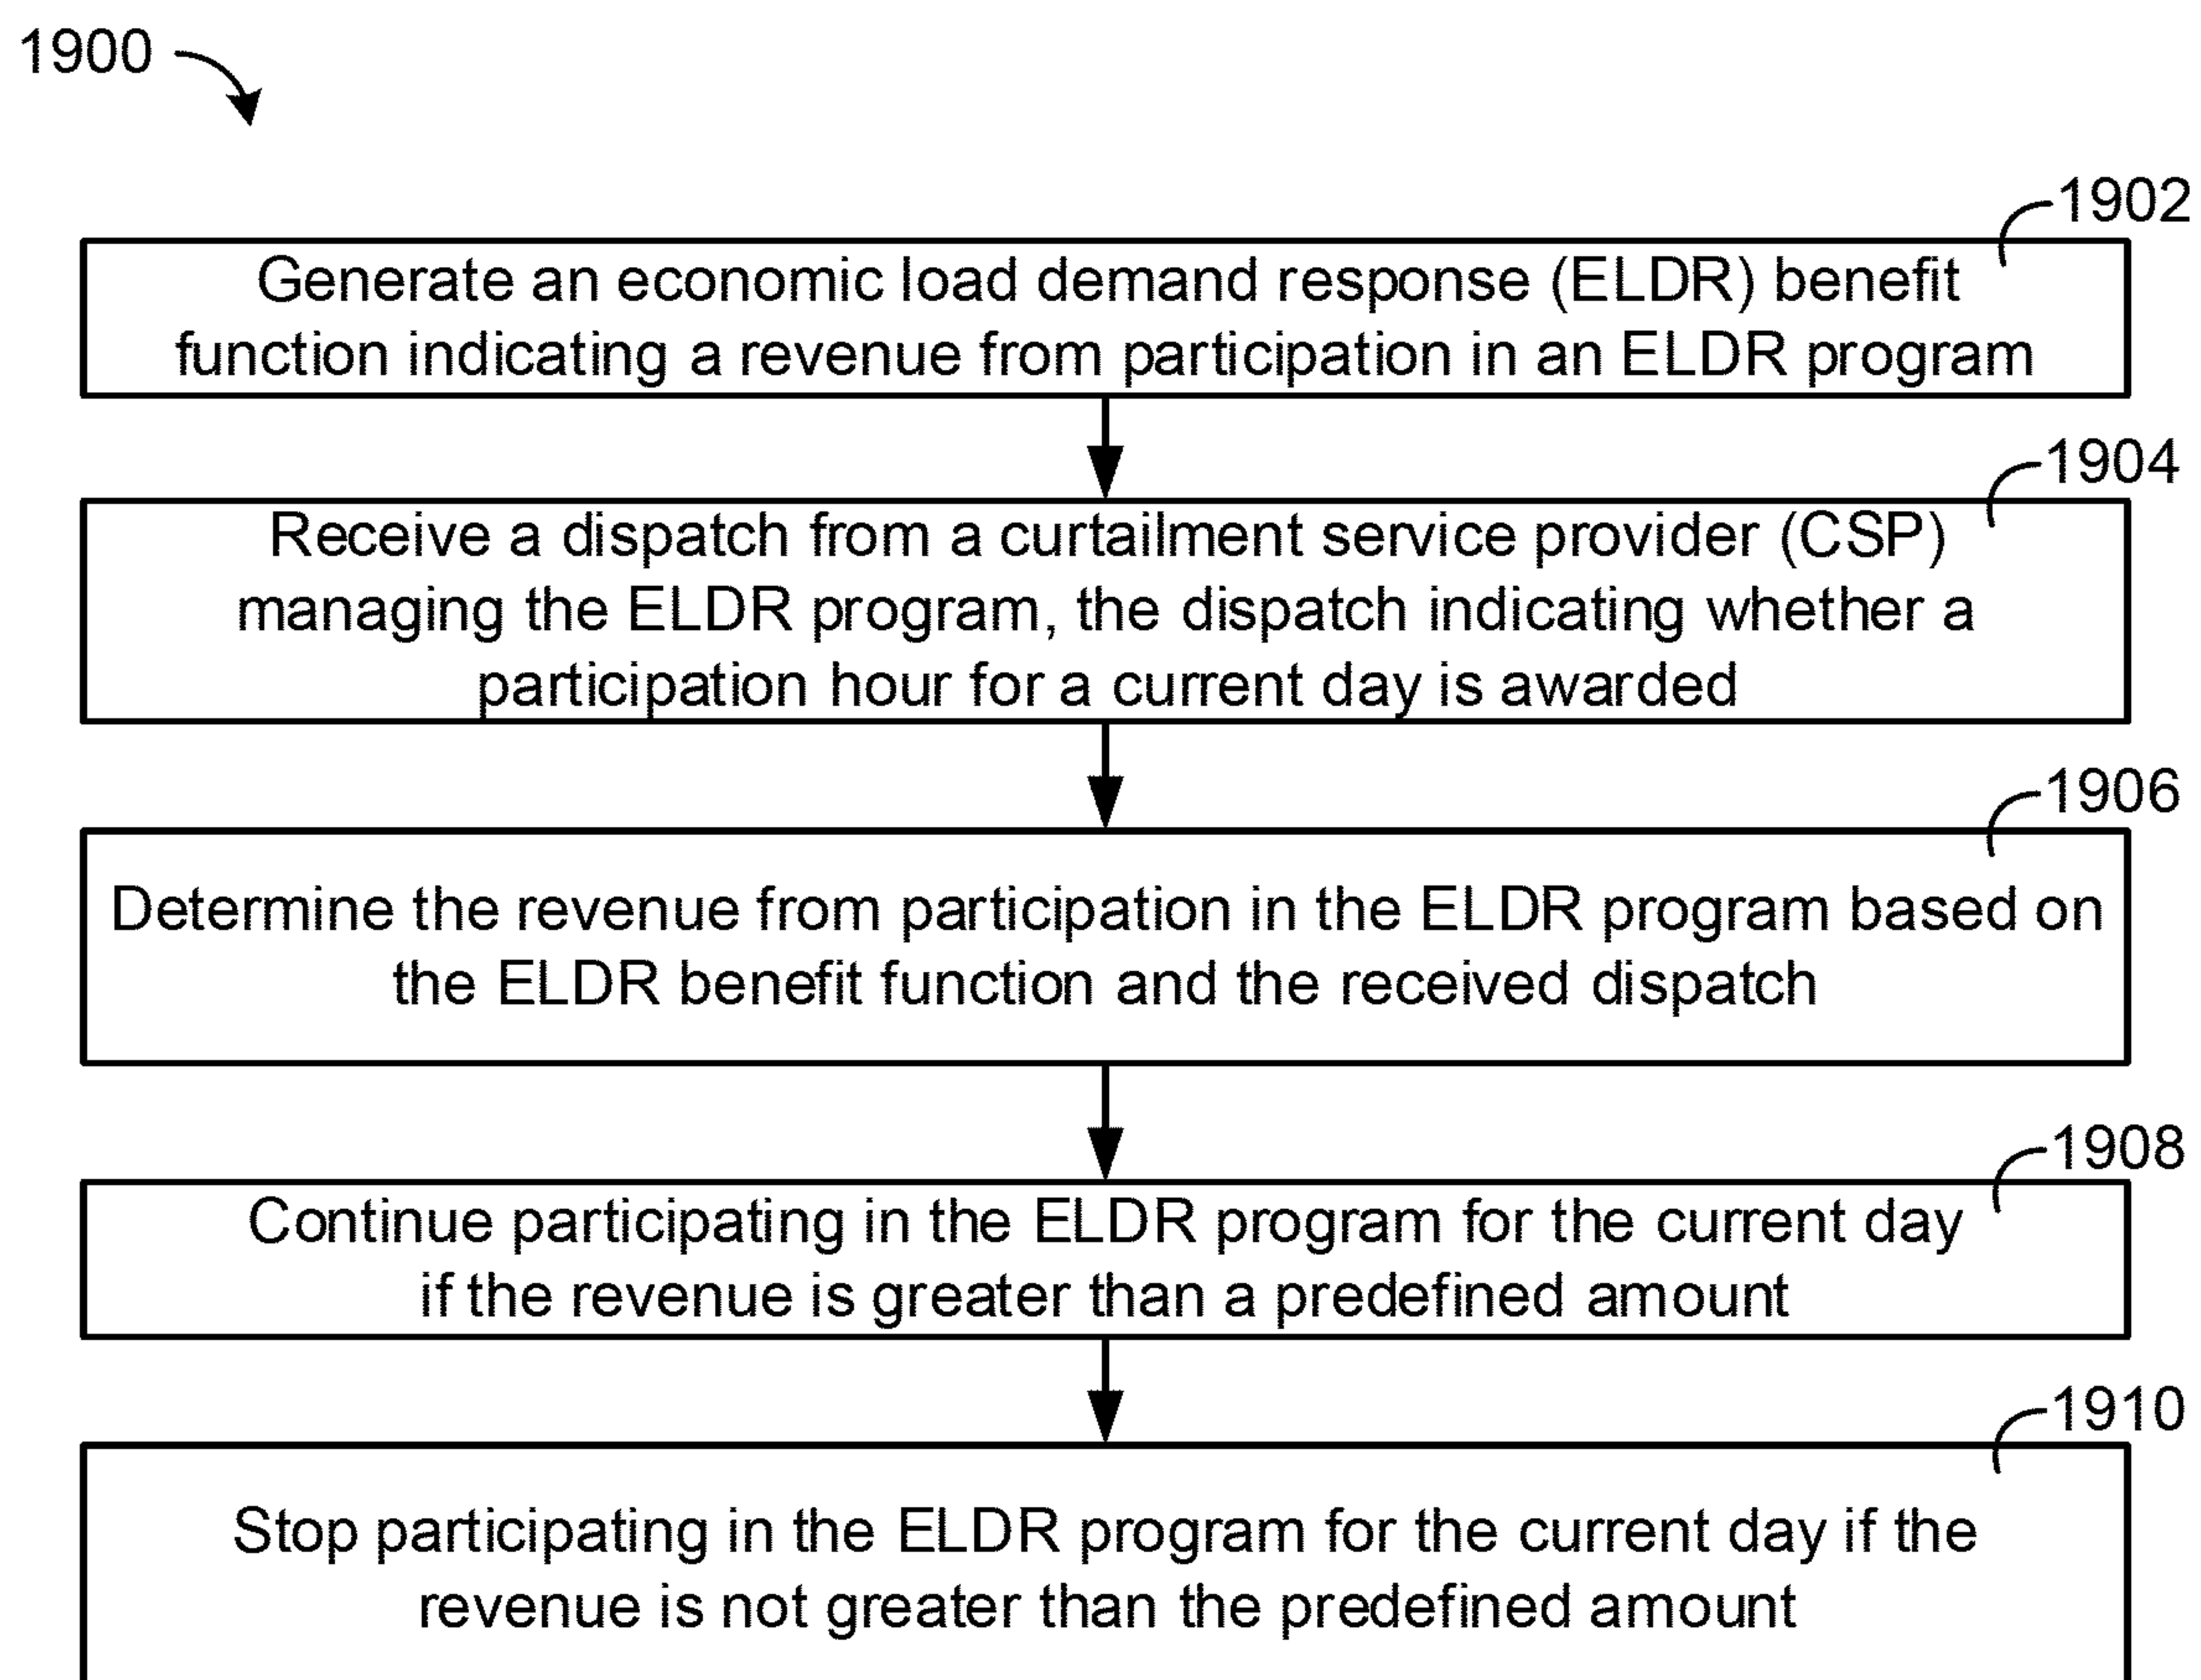 1900
1902
Generate an economic load demand response (ELDR) benefit
function indicating a revenue from participation in an ELDR program
1904
Receive a dispatch from a curtailment service provider (CSP)
managing the ELDR program, the dispatch indicating whether a
participation hour for a current day is awarded
1906
Determine the revenue from participation in the ELDR program based on
the ELDR benefit function and the received dispatch
1908
Continue participating in the ELDR program for the current day
if the revenue is greater than a predefined amount
1910
Stop participating in the ELDR program for the current day if the
revenue is not greater than the predefined amount